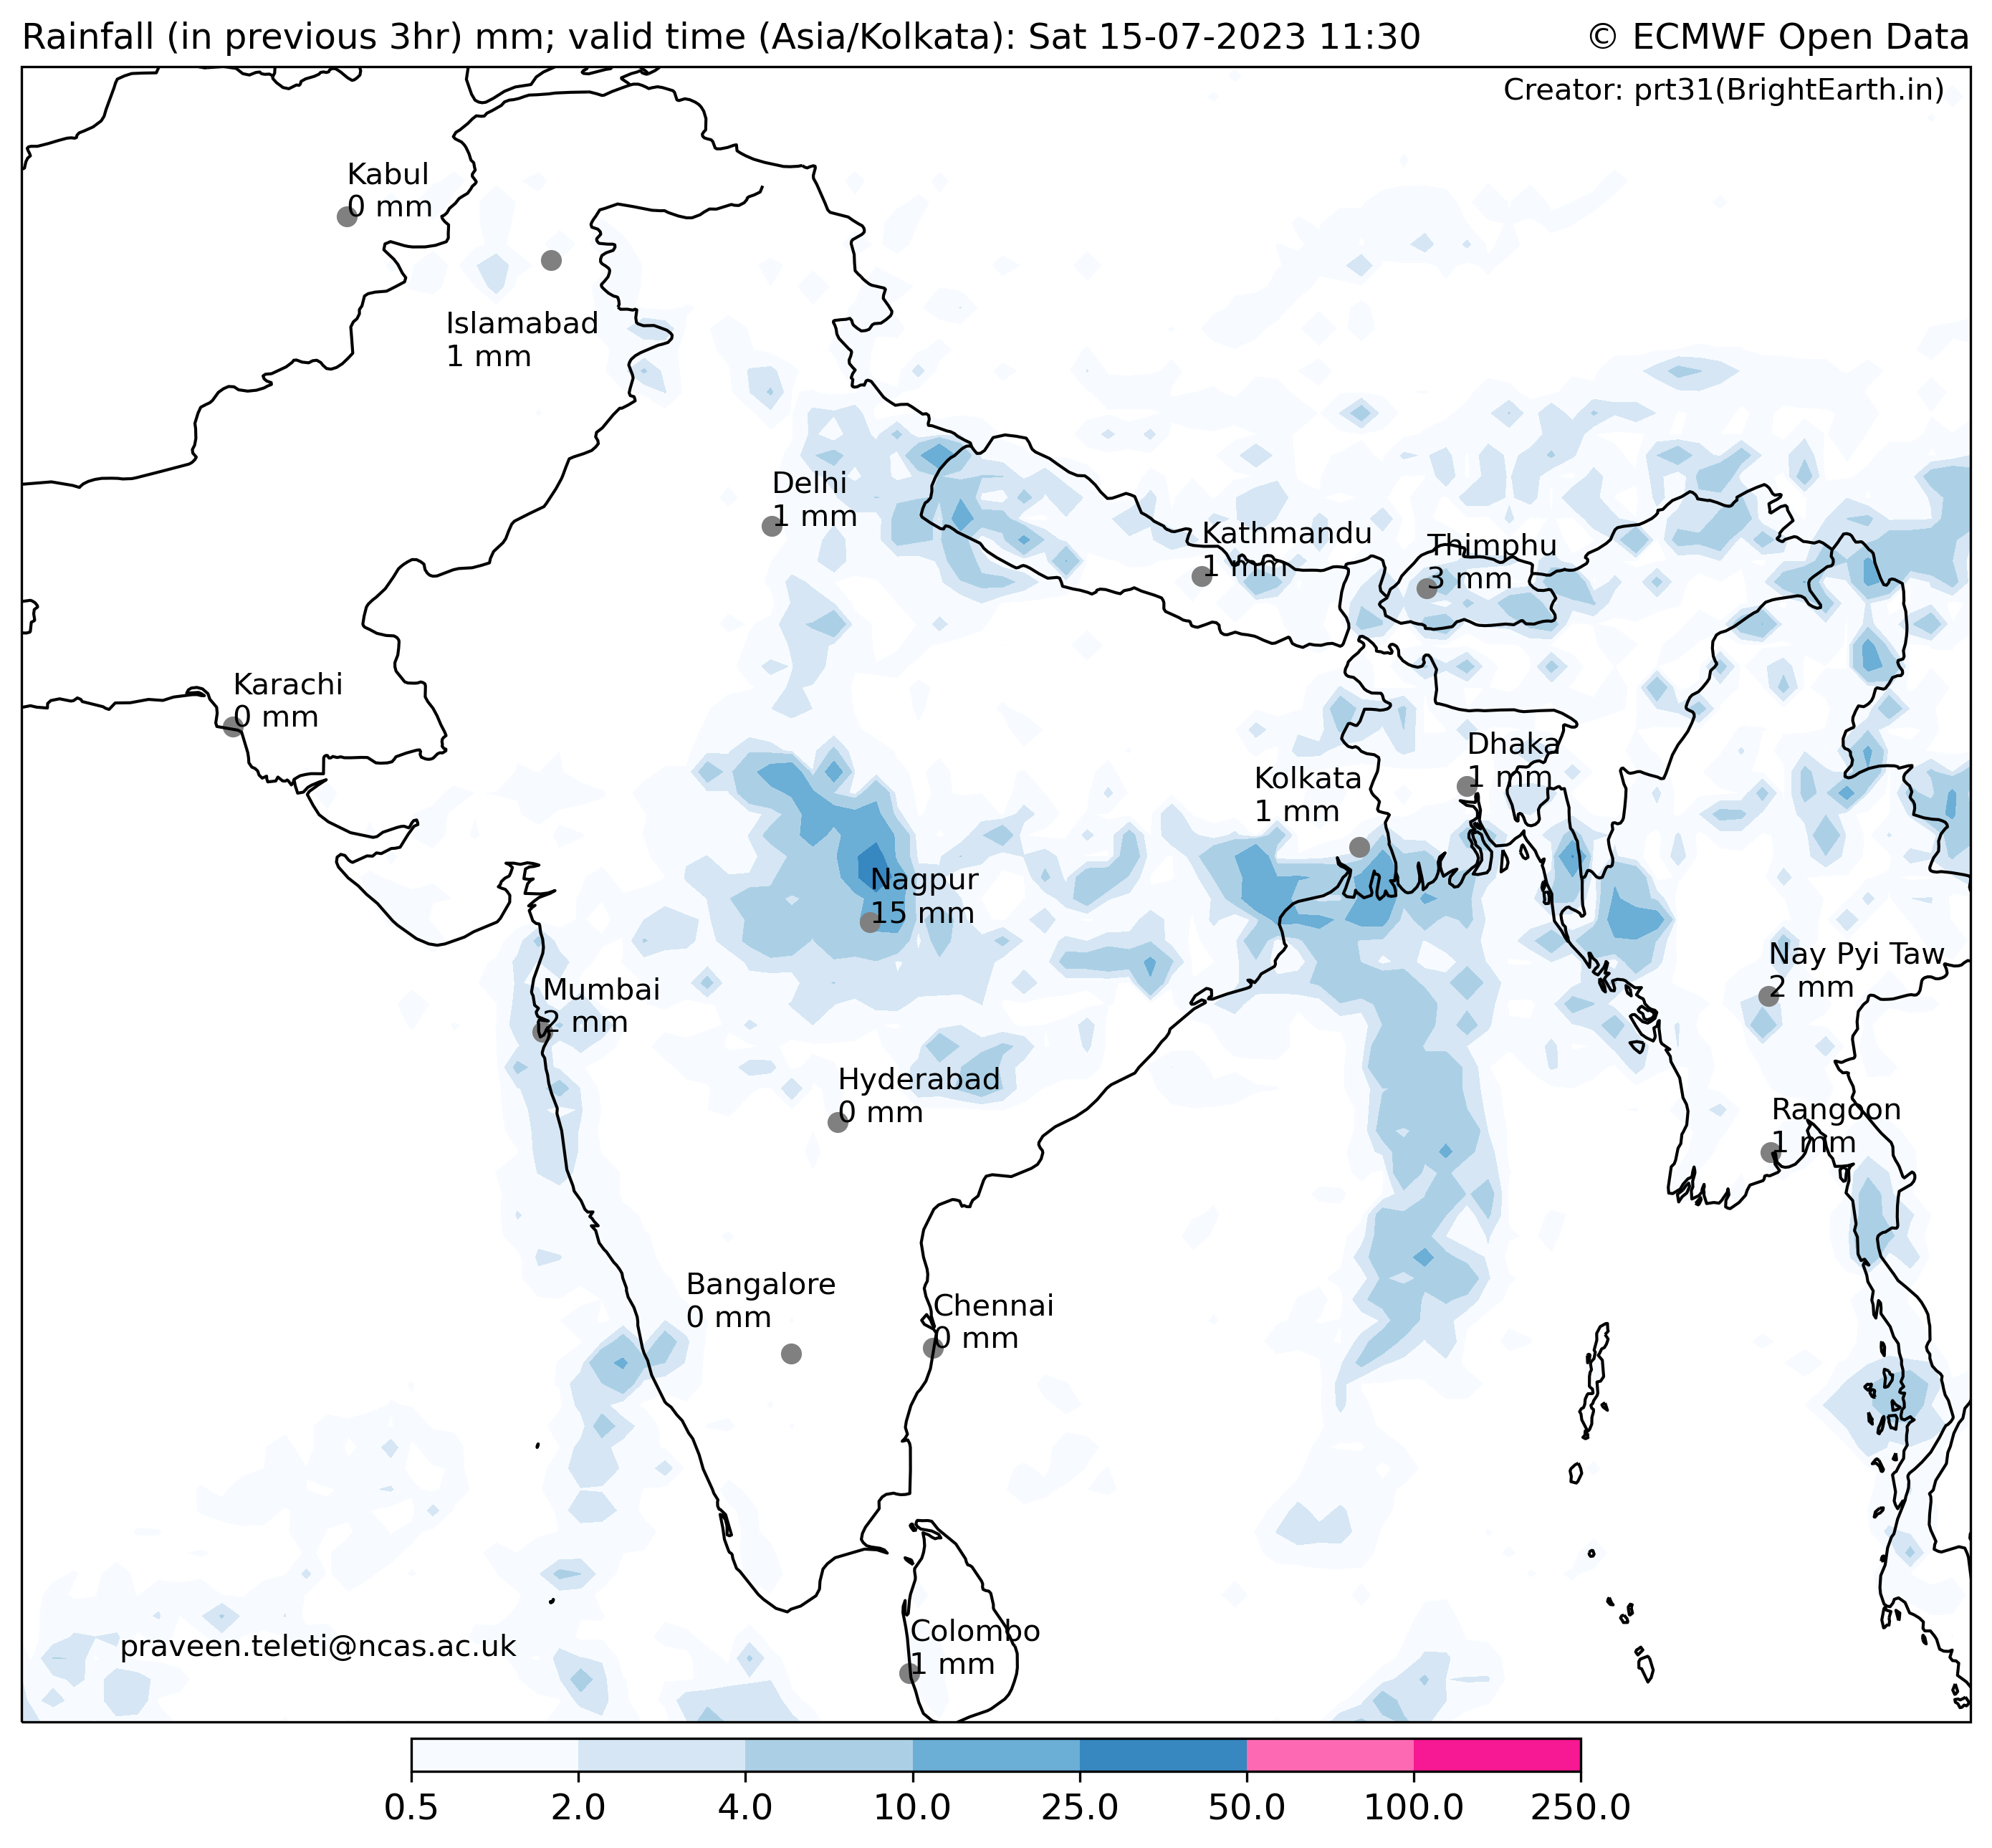 Rainfall (in previous 3hr) mm; valid time (Asia/Kolkata): Sat 15-07-2023 11:30
© ECMWF Open Data
Creator: prt31(BrightEarth.in)
Kabul
0 mm
Islamabad
1 mm
Delhi
1 mm
Kathmandu
1 mm
Thimphu
3 mm
Karachi
0 mm
Dhaka
1 mm
Kolkata
1 mm
Nagpur
15 mm
Nay Pyi Taw
2 mm
Mumbai
2 mm
Hyderabad
0 mm
Rangoon
1 mm
Bangalore
0 mm
Chennai
0 mm
Colombo
1 mm
praveen.teleti@ncas.ac.uk
0.5 2.0 4.0 10.0 25.0 50.0 100.0 250.0